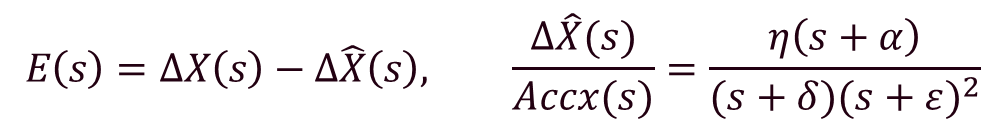 E(s) = ΔX(s) − ΔX̂(s), ΔX̂(s)/Accx(s) = η(s + α)/(s + δ)(s + ε)²